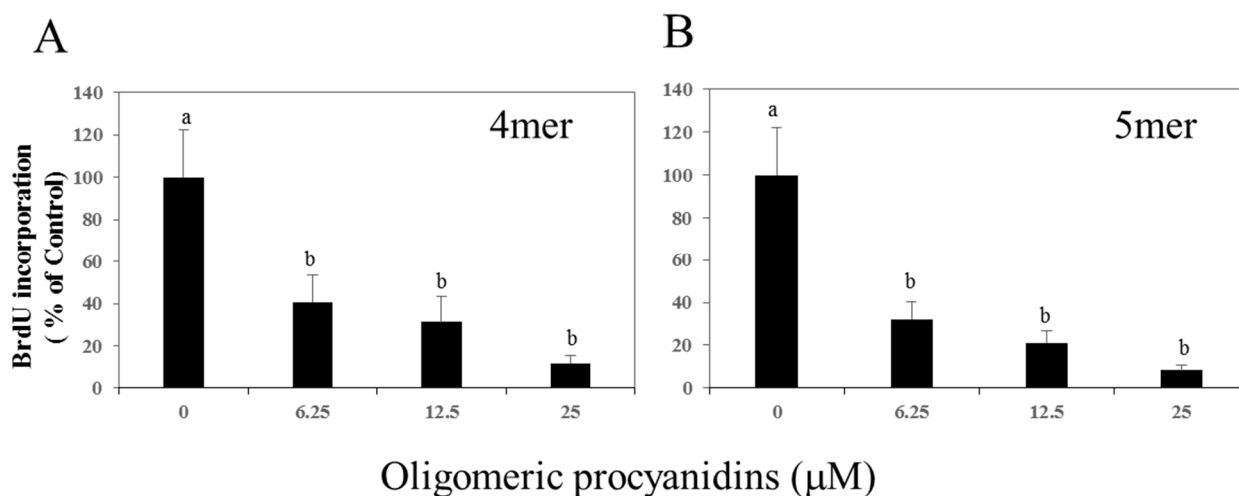 A
B
4mer
5mer
BrdU incorporation
( % of Control)
140
120
100
80
60
40
20
0
a
b
b
b
0
6.25
12.5
25
140
120
100
80
60
40
20
0
a
b
b
b
0
6.25
12.5
25
Oligomeric procyanidins (μM)